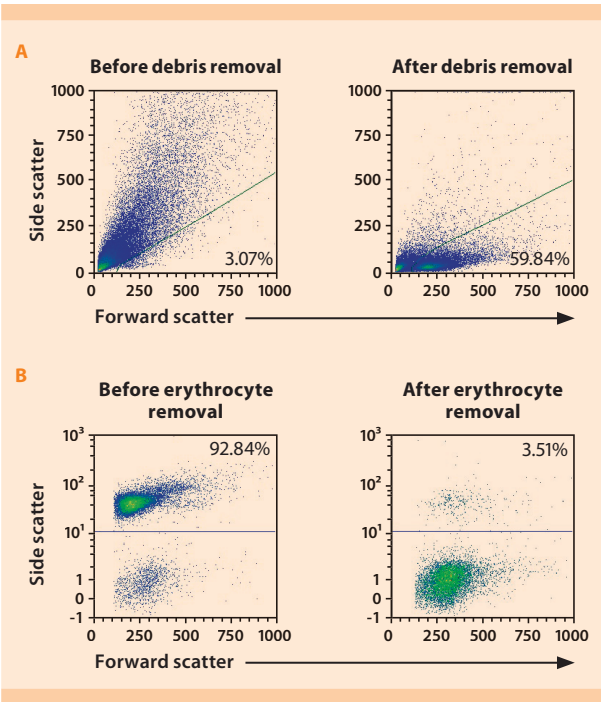 A
Before debris removal
After debris removal
Side scatter
1000
750
500
250
0
3.07%
0 250 500 750 1000
1000
750
500
250
0
59.84%
0 250 500 750 1000
Forward scatter
B
Before erythrocyte
removal
After erythrocyte
removal
Side scatter
10³
10²
10¹
1
0
-1
92.84%
0 250 500 750 1000
10³
10²
10¹
1
0
-1
3.51%
0 250 500 750 1000
Forward scatter